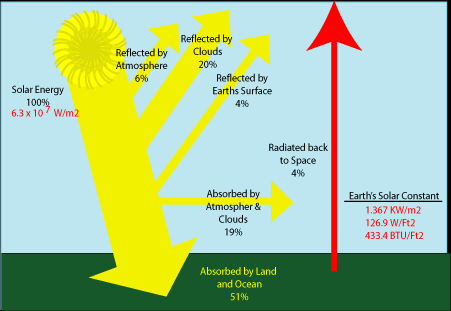 Reflected by
Atmosphere
6%
Reflected by
Clouds
20%
Reflected by
Earths Surface
4%
Solar Energy
100%
6.3 x 10 7 W/m2
Radiated back
to Space
4%
Absorbed by
Atmospher &
Clouds
19%
Earth's Solar Constant
1.367 KW/m2
126.9 W/Ft2
433.4 BTU/Ft2
Absorbed by Land
and Ocean
51%